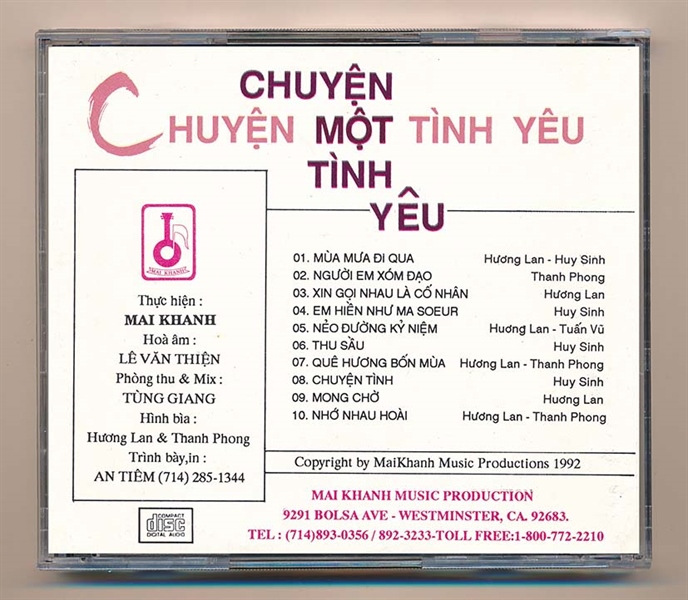 CHUYỆN
CHUYỆN MỘT TÌNH YÊU
TÌNH
YÊU
MAI KHANH
Thực hiện :
MAI KHANH
Hoà âm :
LÊ VĂN THIỆN
Phòng thu & Mix :
TÙNG GIANG
Hình bìa :
Hương Lan & Thanh Phong
Trình bày,in :
AN TIÊM (714) 285-1344
COMPACT
disc
DIGITAL AUDIO
01. MÙA MƯA ĐI QUA Hương Lan - Huy Sinh
02. NGƯỜI EM XÓM ĐẠO Thanh Phong
03. XIN GỌI NHAU LÀ CỐ NHÂN Hương Lan
04. EM HIỀN NHƯ MA SOEUR Huy Sinh
05. NẺO ĐƯỜNG KỶ NIỆM Hương Lan - Tuấn Vũ
06. THU SẦU Huy Sinh
07. QUÊ HƯƠNG BỐN MÙA Hương Lan - Thanh Phong
08. CHUYỆN TÌNH Huy Sinh
09. MONG CHỜ Hương Lan
10. NHỚ NHAU HOÀI Hương Lan - Thanh Phong
Copyright by MaiKhanh Music Productions 1992
MAI KHANH MUSIC PRODUCTION
9291 BOLSA AVE - WESTMINSTER, CA. 92683.
TEL : (714)893-0356 / 892-3233-TOLL FREE:1-800-772-2210